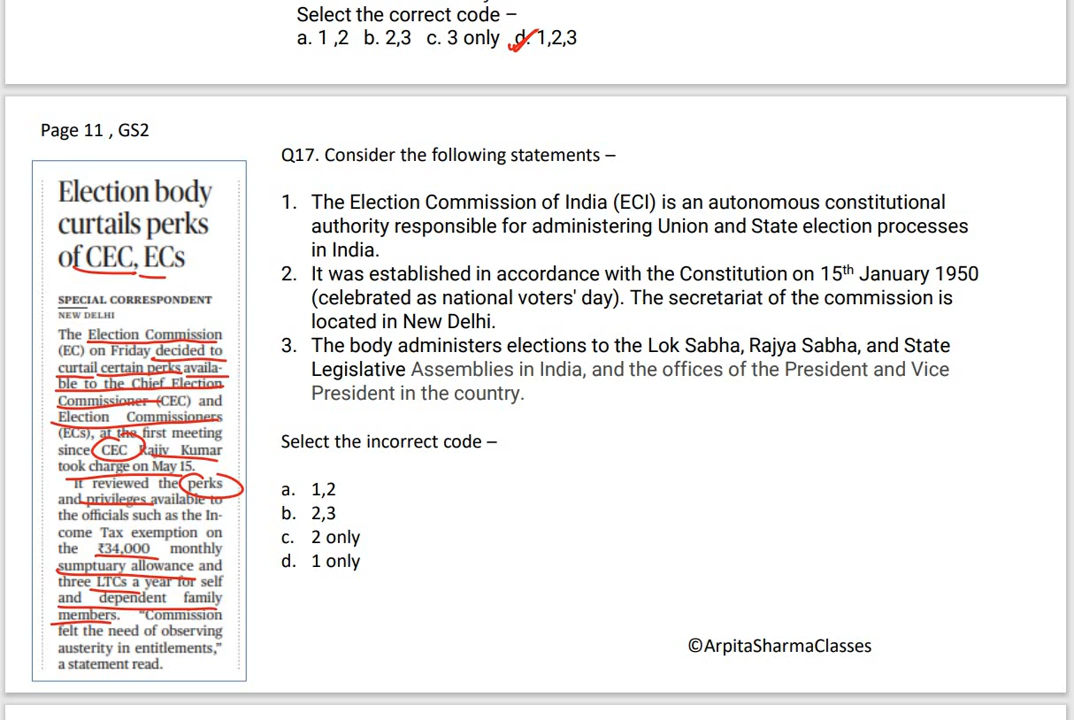 Select the correct code –
a. 1 ,2 b. 2,3 c. 3 only d. 1,2,3
Page 11 , GS2
Election body
curtails perks
of CEC, ECs
SPECIAL CORRESPONDENT
NEW DELHI
The Election Commission
(EC) on Friday decided to
curtail certain perks availa-
ble to the Chief Election
Commissioner (CEC) and
Election Commissioners
(ECs), at the first meeting
since CEC Rajiv Kumar
took charge on May 15.
It reviewed the perks
and privileges available to
the officials such as the In-
come Tax exemption on
the ₹34,000 monthly
sumptuary allowance and
three LTCs a year for self
and dependent family
members. "Commission
felt the need of observing
austerity in entitlements,"
a statement read.
Q17. Consider the following statements –
1. The Election Commission of India (ECI) is an autonomous constitutional
authority responsible for administering Union and State election processes
in India.
2. It was established in accordance with the Constitution on 15th January 1950
(celebrated as national voters' day). The secretariat of the commission is
located in New Delhi.
3. The body administers elections to the Lok Sabha, Rajya Sabha, and State
Legislative Assemblies in India, and the offices of the President and Vice
President in the country.
Select the incorrect code –
a. 1,2
b. 2,3
c. 2 only
d. 1 only
©ArpitaSharmaClasses